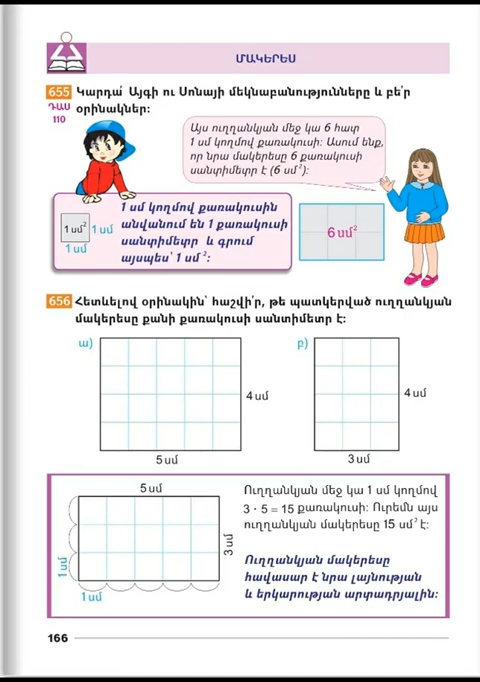 ՄԱԿԵՐԵՍ
655 Կարդա՛ Այգի ու Սոնայի մեկնաբանությունները և բե՛ր
ԴԱՍ օրինակներ:
110
Այս ուղղանկյան մեջ կա 6 հատ
1 սմ կողմով քառակուսի: Ասում ենք,
որ նրա մակերեսը 6 քառակուսի
սանտիմետր է (6 սմ²):
1 սմ կողմով քառակուսին
անվանում են 1 քառակուսի
սանտիմետր և գրում
այսպես՝ 1 սմ²:
1 սմ² 1 սմ
1 սմ
6 սմ²
656 Հետևելով օրինակին՝ հաշվի՛ր, թե պատկերված ուղղանկյան
մակերեսը քանի քառակուսի սանտիմետր է:
ա)
4 սմ
5 սմ
բ)
4 սմ
3 սմ
5 սմ
3 սմ
1 սմ
1 սմ
Ուղղանկյան մեջ կա 1 սմ կողմով
3 · 5 = 15 քառակուսի: Ուրեմն այս
ուղղանկյան մակերեսը 15 սմ² է:
Ուղղանկյան մակերեսը
հավասար է նրա լայնության
և երկարության արտադրյալին:
166